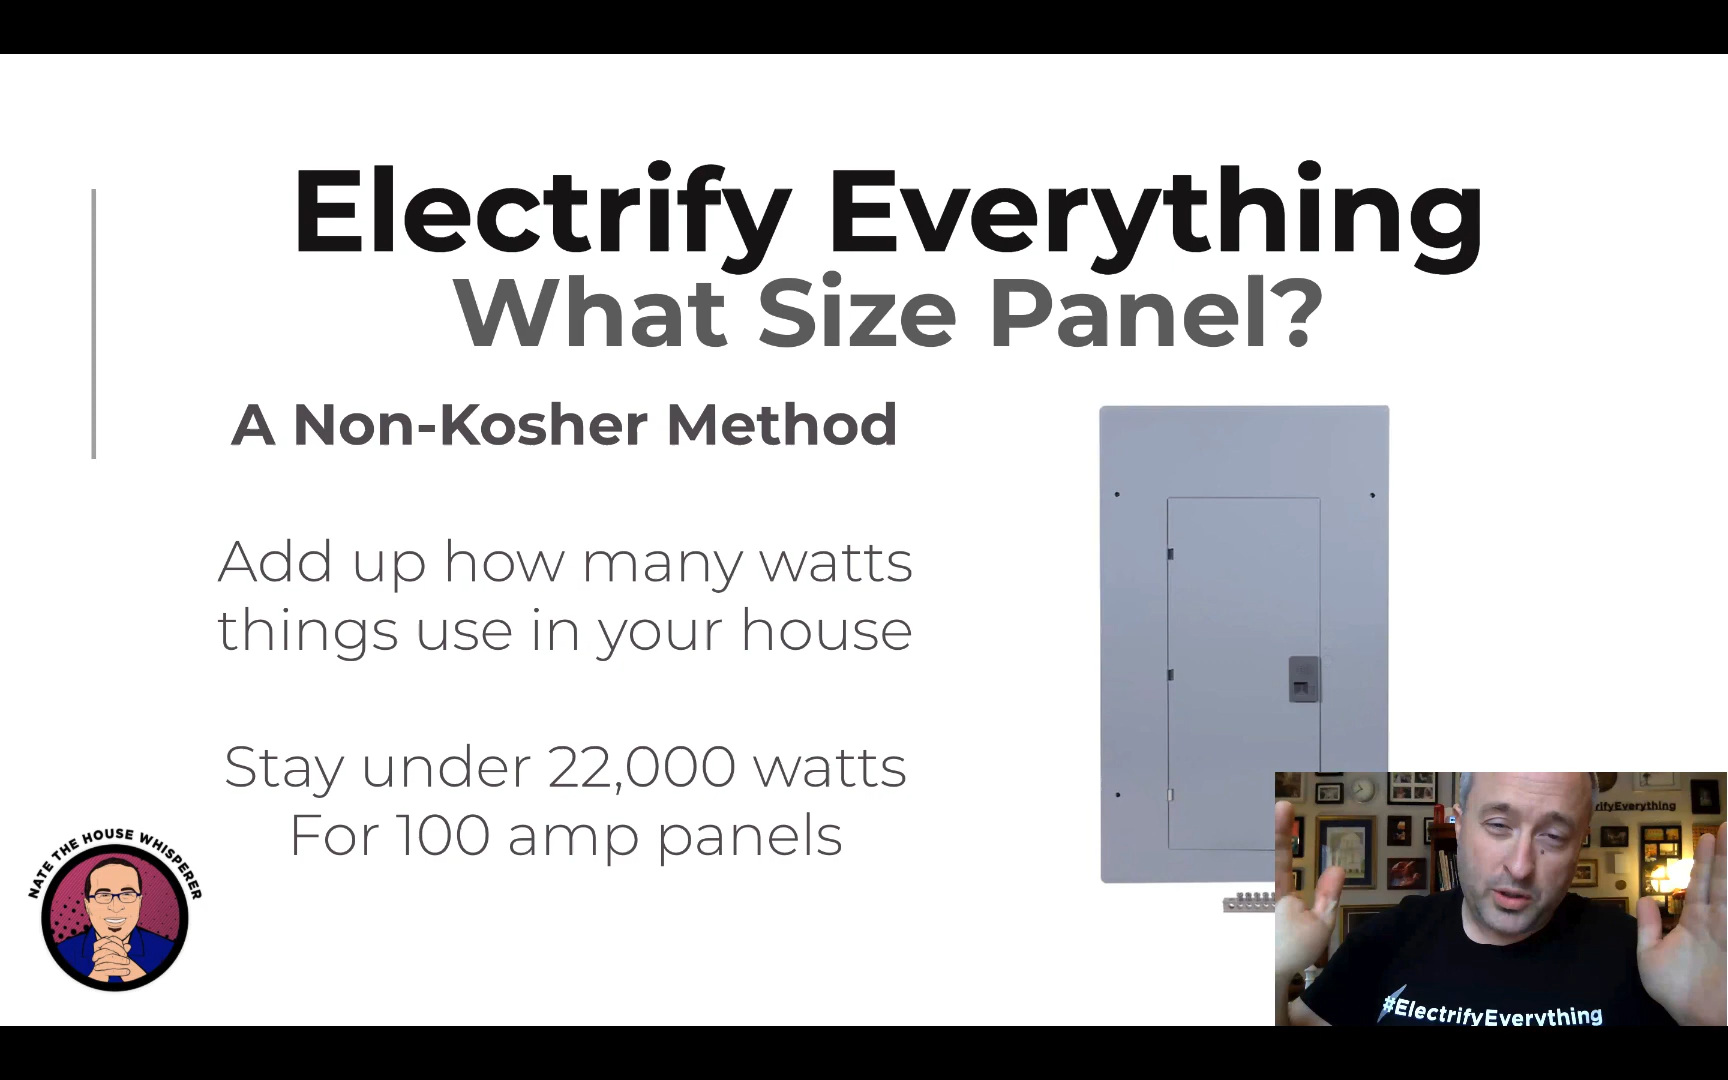 Electrify Everything
What Size Panel?
A Non-Kosher Method
Add up how many watts
things use in your house
Stay under 22,000 watts
For 100 amp panels
NATE THE HOUSE WHISPERER
rifyEverything
#ElectrifyEverything